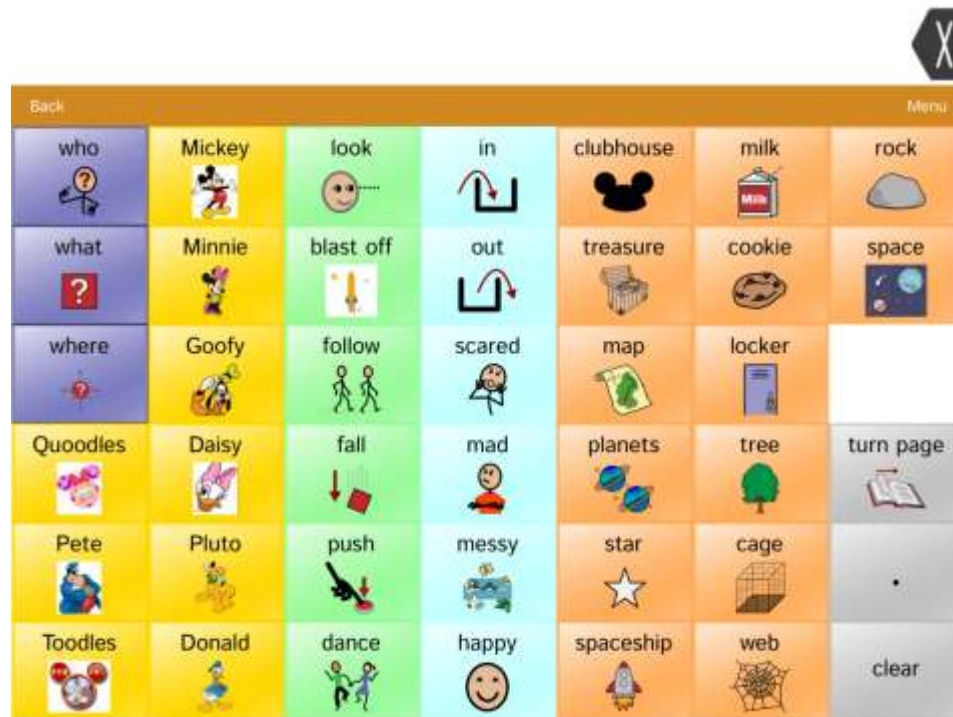 Back Menu
who Mickey look in clubhouse milk rock
Milk
what Minnie blast off out treasure cookie space
? 
where Goofy follow scared map locker
Quoodles Daisy fall mad planets tree turn page
Pete Pluto push messy star cage .
Toodles Donald dance happy spaceship web clear